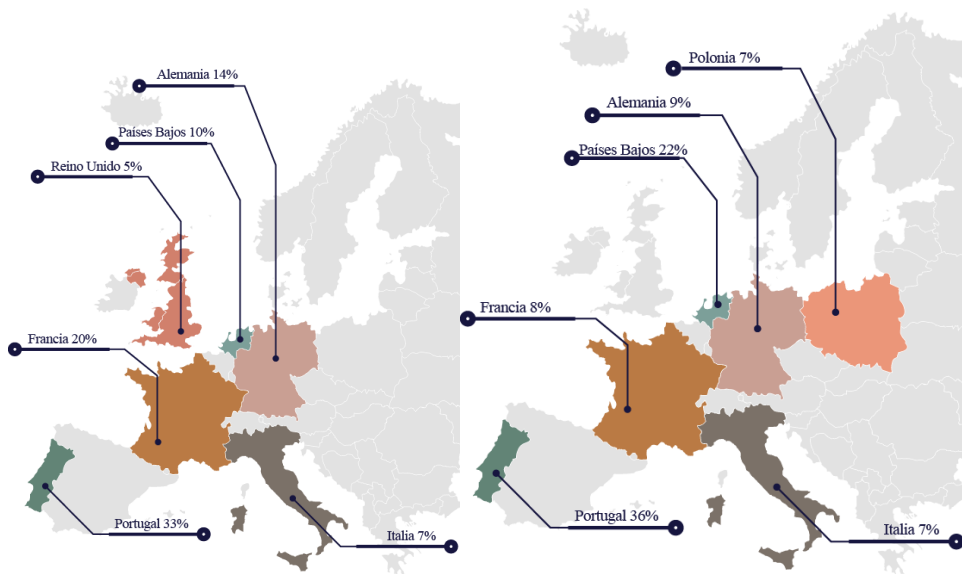 Alemania 14%
Países Bajos 10%
Reino Unido 5%
Francia 20%
Portugal 33%
Italia 7%
Polonia 7%
Alemania 9%
Países Bajos 22%
Francia 8%
Portugal 36%
Italia 7%